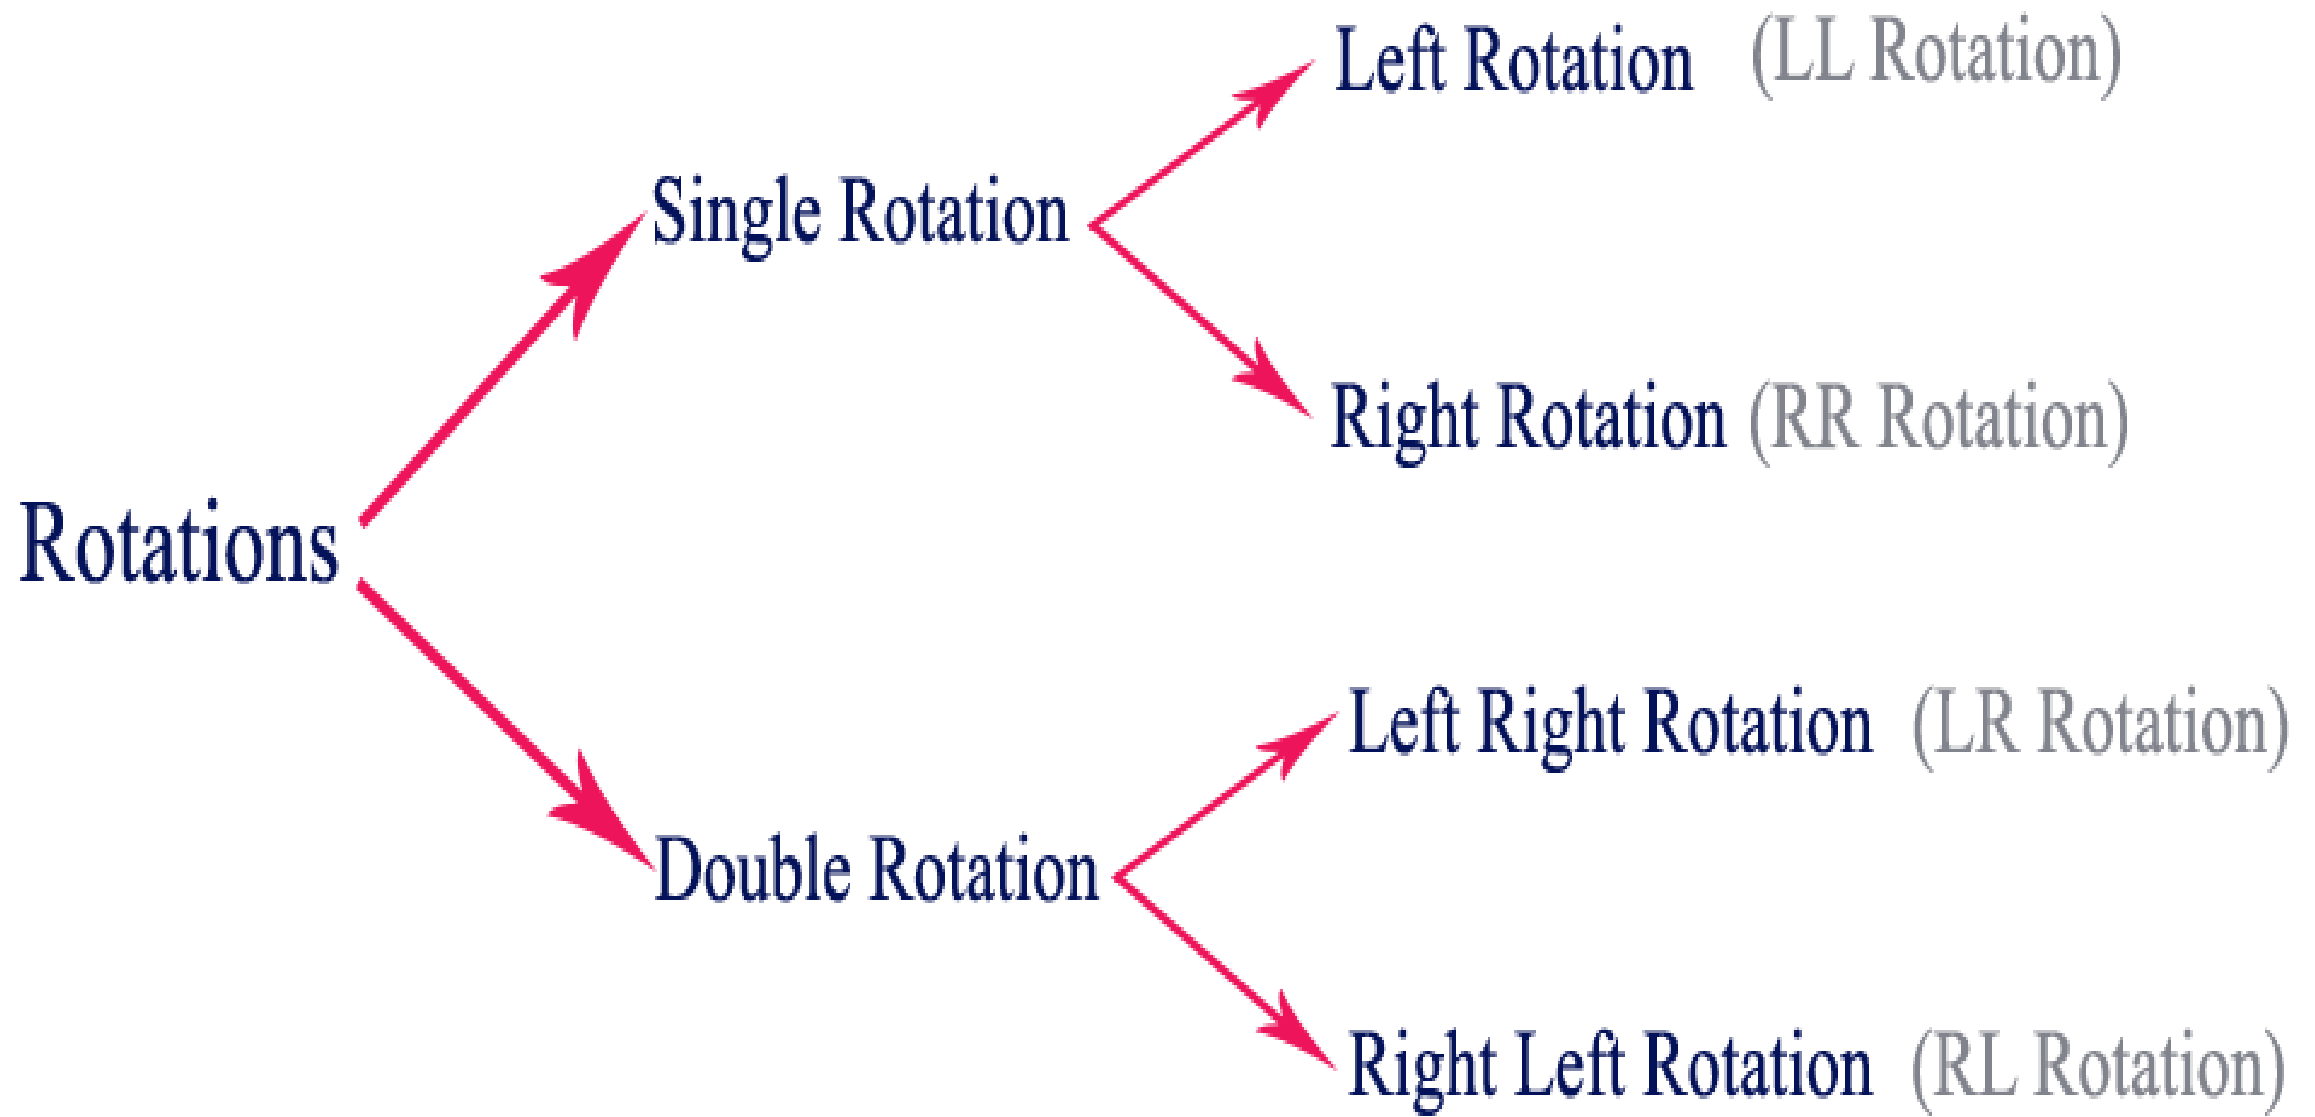 Left Rotation (LL Rotation)
Single Rotation
Right Rotation (RR Rotation)
Rotations
Left Right Rotation (LR Rotation)
Double Rotation
Right Left Rotation (RL Rotation)